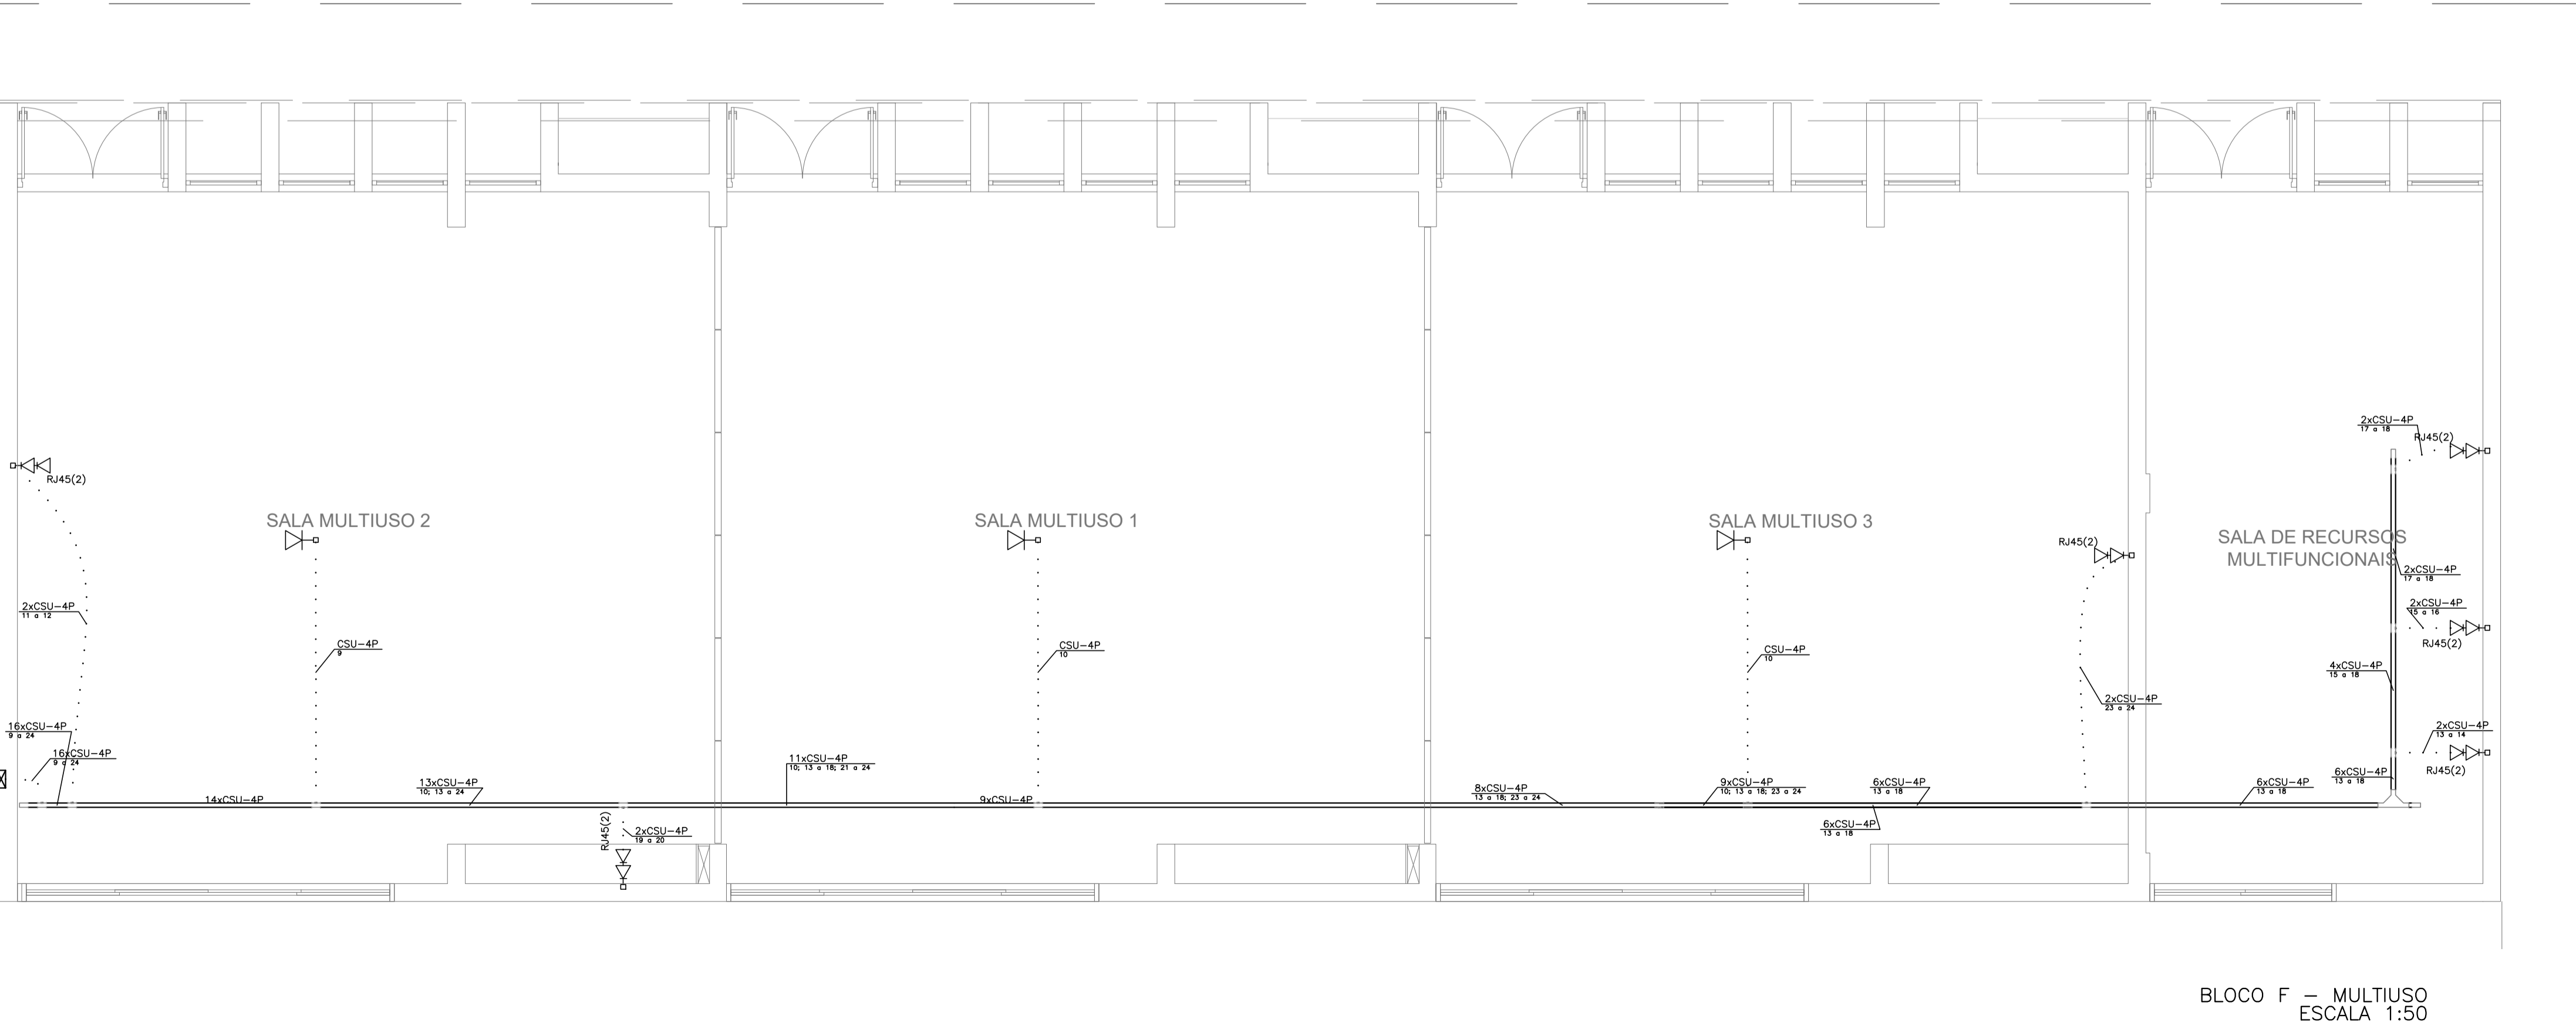 2xCSU-4P
17 a 18
RJ45(2)
RJ45(2)
SALA MULTIUSO 2
SALA MULTIUSO 1
SALA MULTIUSO 3
SALA DE RECURSOS
MULTIFUNCIONAIS
RJ45(2)
2xCSU-4P
17 a 18
2xCSU-4P
11 a 12
2xCSU-4P
15 a 16
RJ45(2)
CSU-4P
9
CSU-4P
10
CSU-4P
10
4xCSU-4P
15 a 18
2xCSU-4P
23 a 24
16xCSU-4P
9 a 24
2xCSU-4P
13 a 14
16xCSU-4P
9 a 24
11xCSU-4P
10; 13 a 18; 21 a 24
RJ45(2)
6xCSU-4P
13 a 18
13xCSU-4P
10; 13 a 24
9xCSU-4P
10; 13 a 18; 23 a 24
6xCSU-4P
13 a 18
6xCSU-4P
13 a 18
8xCSU-4P
13 a 18; 23 a 24
14xCSU-4P
9xCSU-4P
RJ45(2)
2xCSU-4P
19 a 20
6xCSU-4P
13 a 18
BLOCO F - MULTIUSO
ESCALA 1:50